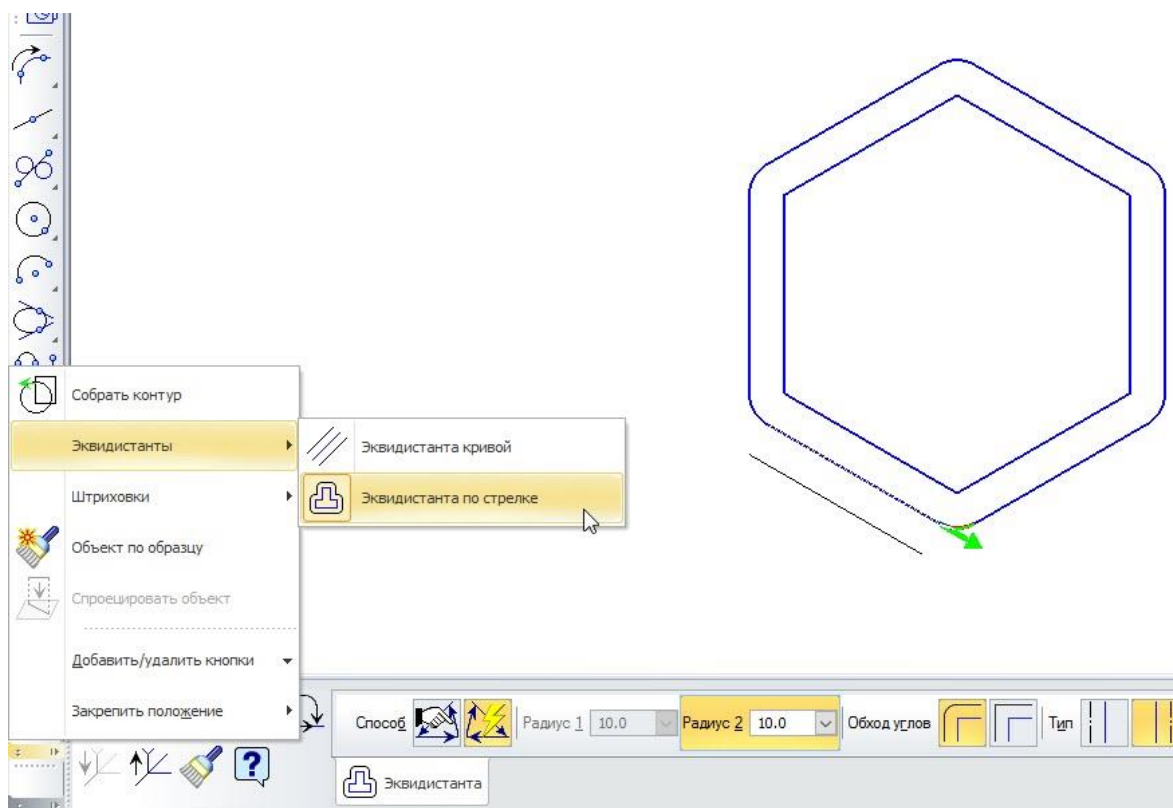 Собрать контур
Эквидистанты
Эквидистанта кривой
Штриховки
Эквидистанта по стрелке
Объект по образцу
Спроецировать объект
Добавить/удалить кнопки
Закрепить положение
Способ Радиус 1 10.0 Радиус 2 10.0 Обход углов Тип
Эквидистанта